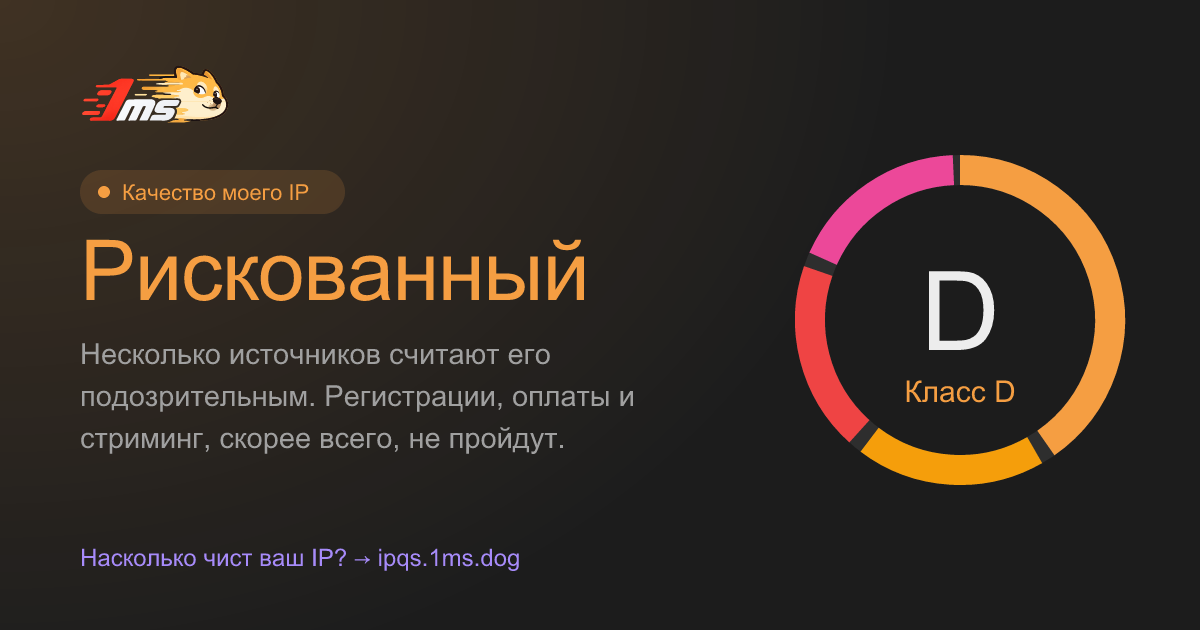 1ms
Качество моего IP
Рискованный
Несколько источников считают его
подозрительным. Регистрации, оплаты и
стриминг, скорее всего, не пройдут.
D
Класс D
Насколько чист ваш IP? → ipqs.1ms.dog